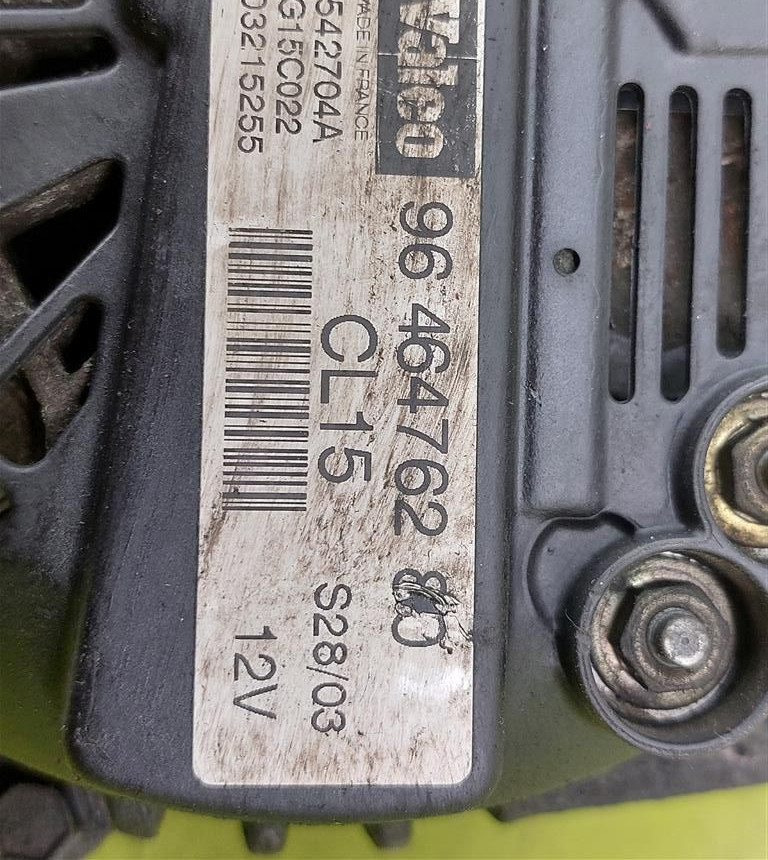 Valeo
MADE IN FRANCE
542704A
G15C022
03215255
96 464762 80
CL15
S28/03
12V